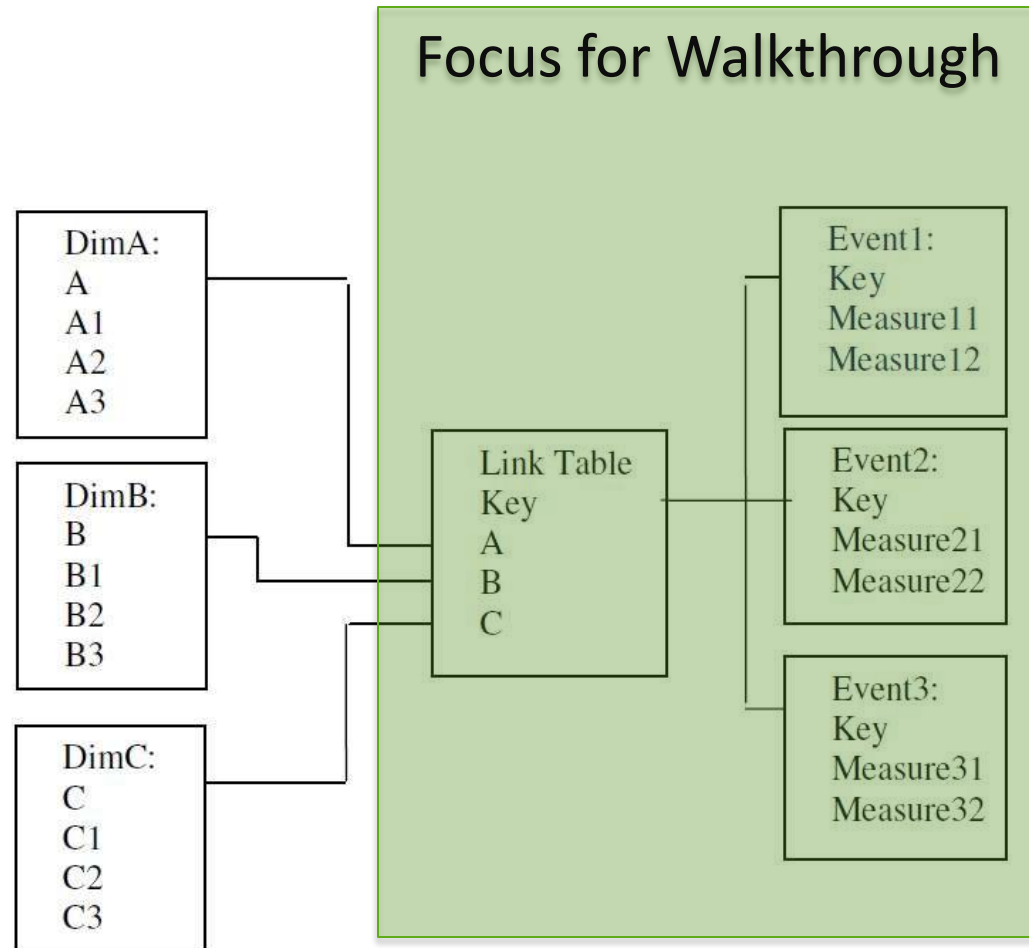 Focus for Walkthrough
DimA:
A
A1
A2
A3
DimB:
B
B1
B2
B3
DimC:
C
C1
C2
C3
Link Table
Key
A
B
C
Event1:
Key
Measure11
Measure12
Event2:
Key
Measure21
Measure22
Event3:
Key
Measure31
Measure32